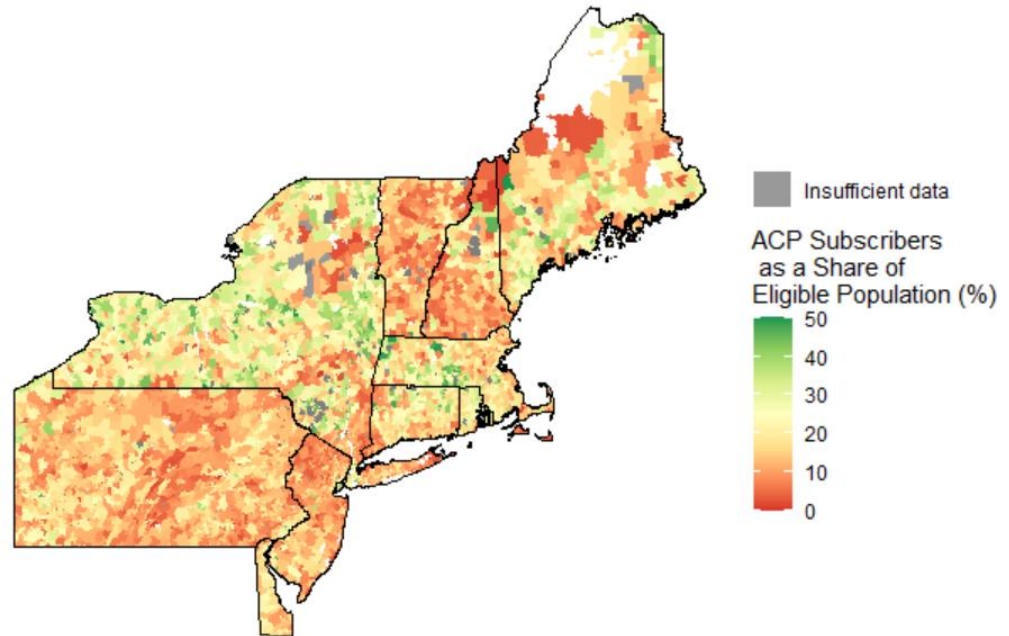 Insufficient data
ACP Subscribers
as a Share of
Eligible Population (%)
50
40
30
20
10
0